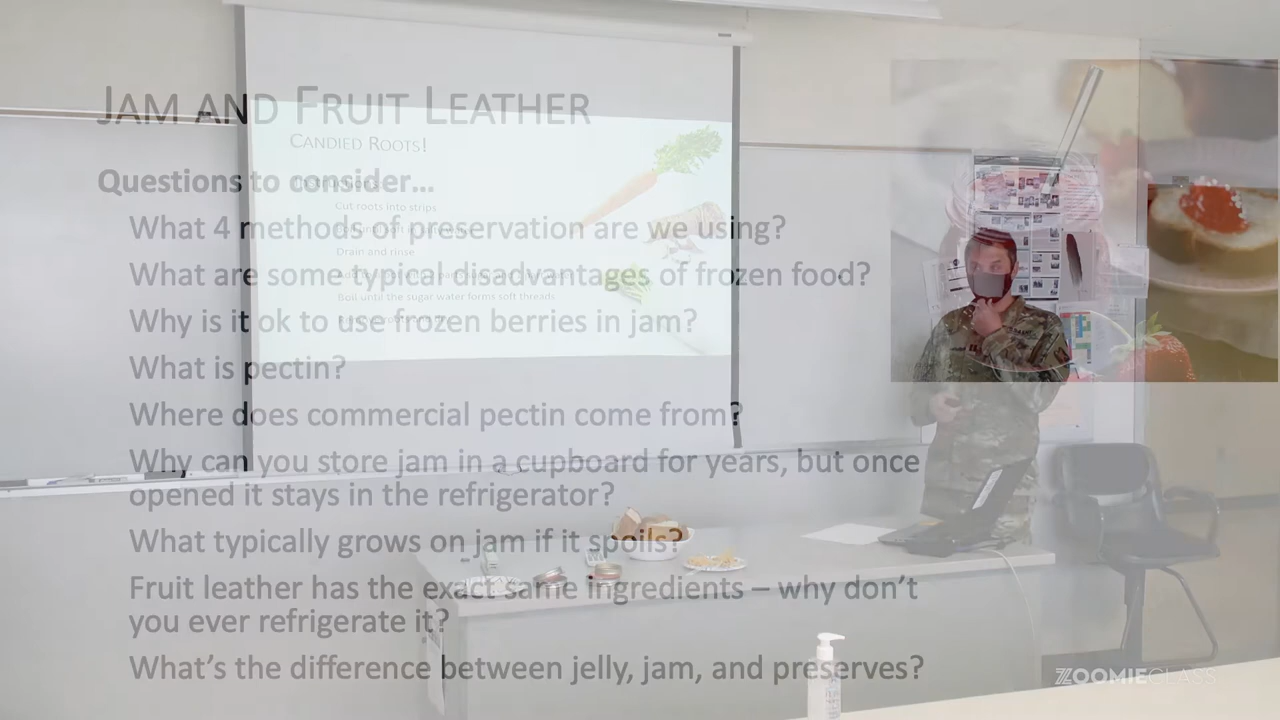 JAM AND FRUIT LEATHER
Questions to consider...
What 4 methods of preservation are we using?
What are some typical disadvantages of frozen food?
Why is it ok to use frozen berries in jam?
What is pectin?
Where does commercial pectin come from?
Why can you store jam in a cupboard for years, but once
opened it stays in the refrigerator?
What typically grows on jam if it spoils?
Fruit leather has the exact same ingredients – why don't
you ever refrigerate it?
What's the difference between jelly, jam, and preserves?
CANDIED ROOTS!
Cut roots into strips
Drain and rinse
Boil until the sugar water forms soft threads
ZOOMIECLASS